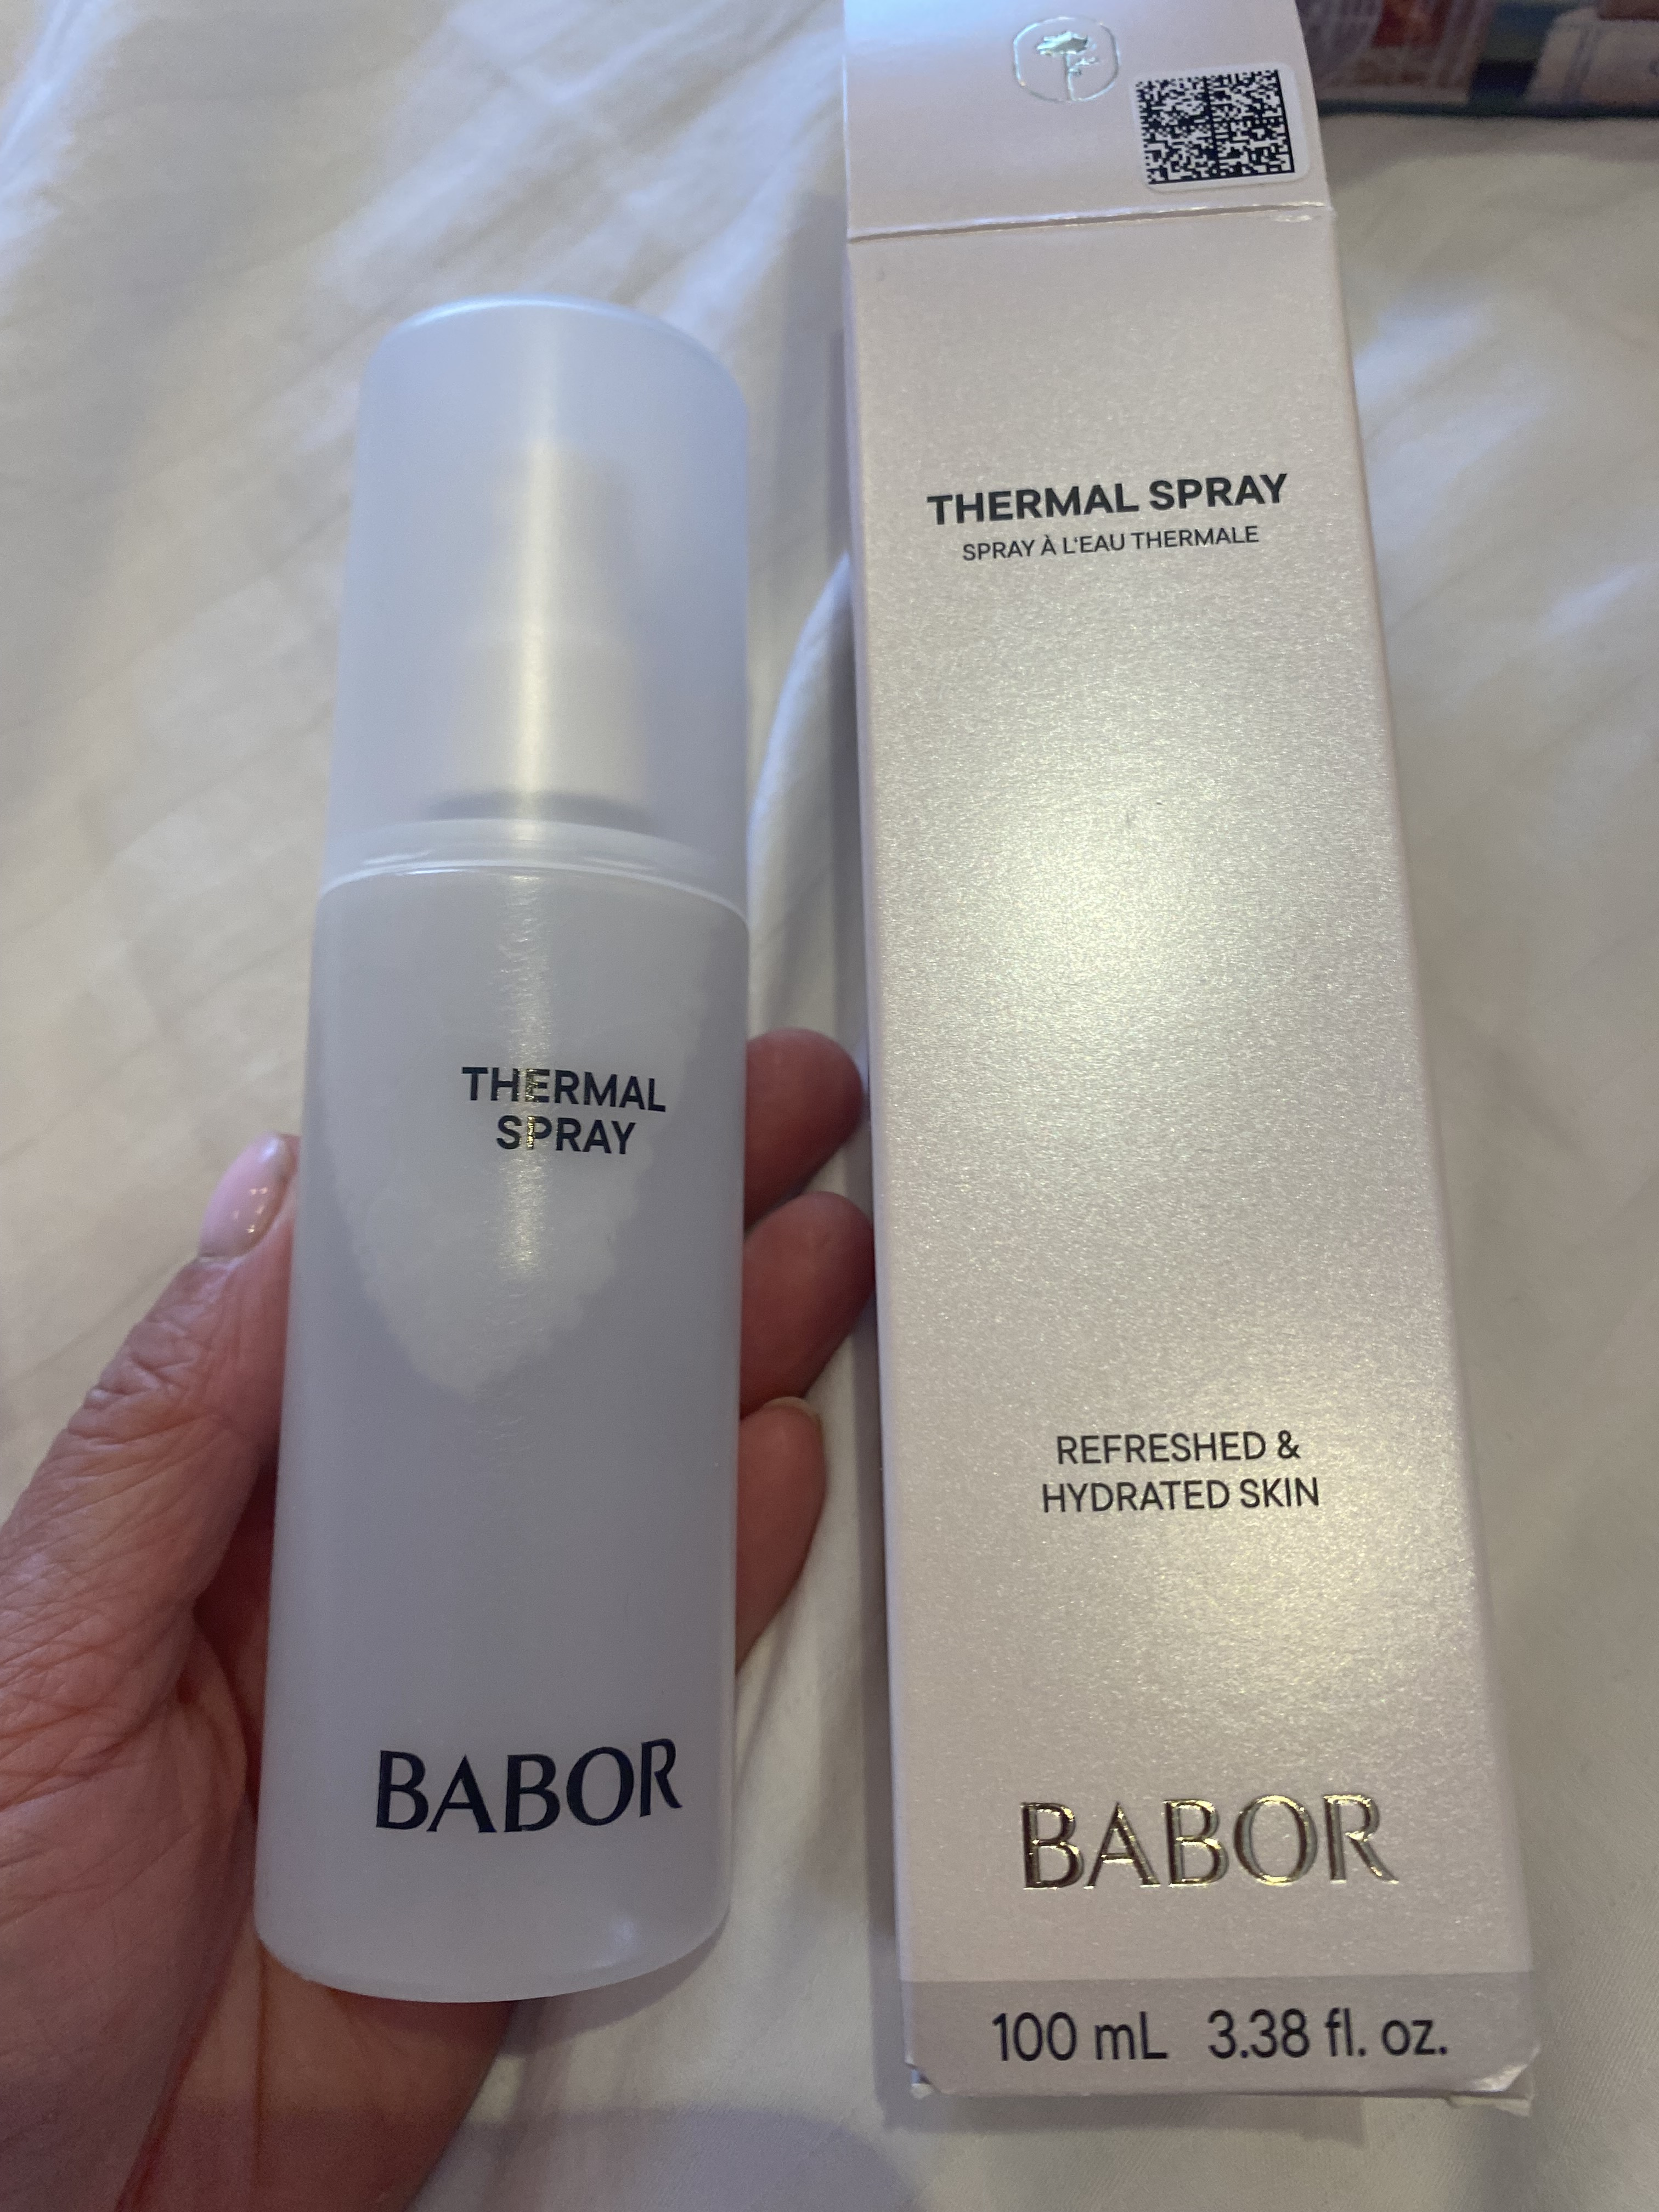 THERMAL
SPRAY
BABOR
THERMAL SPRAY
SPRAY À L'EAU THERMALE
REFRESHED &
HYDRATED SKIN
BABOR
100 mL 3.38 fl. oz.